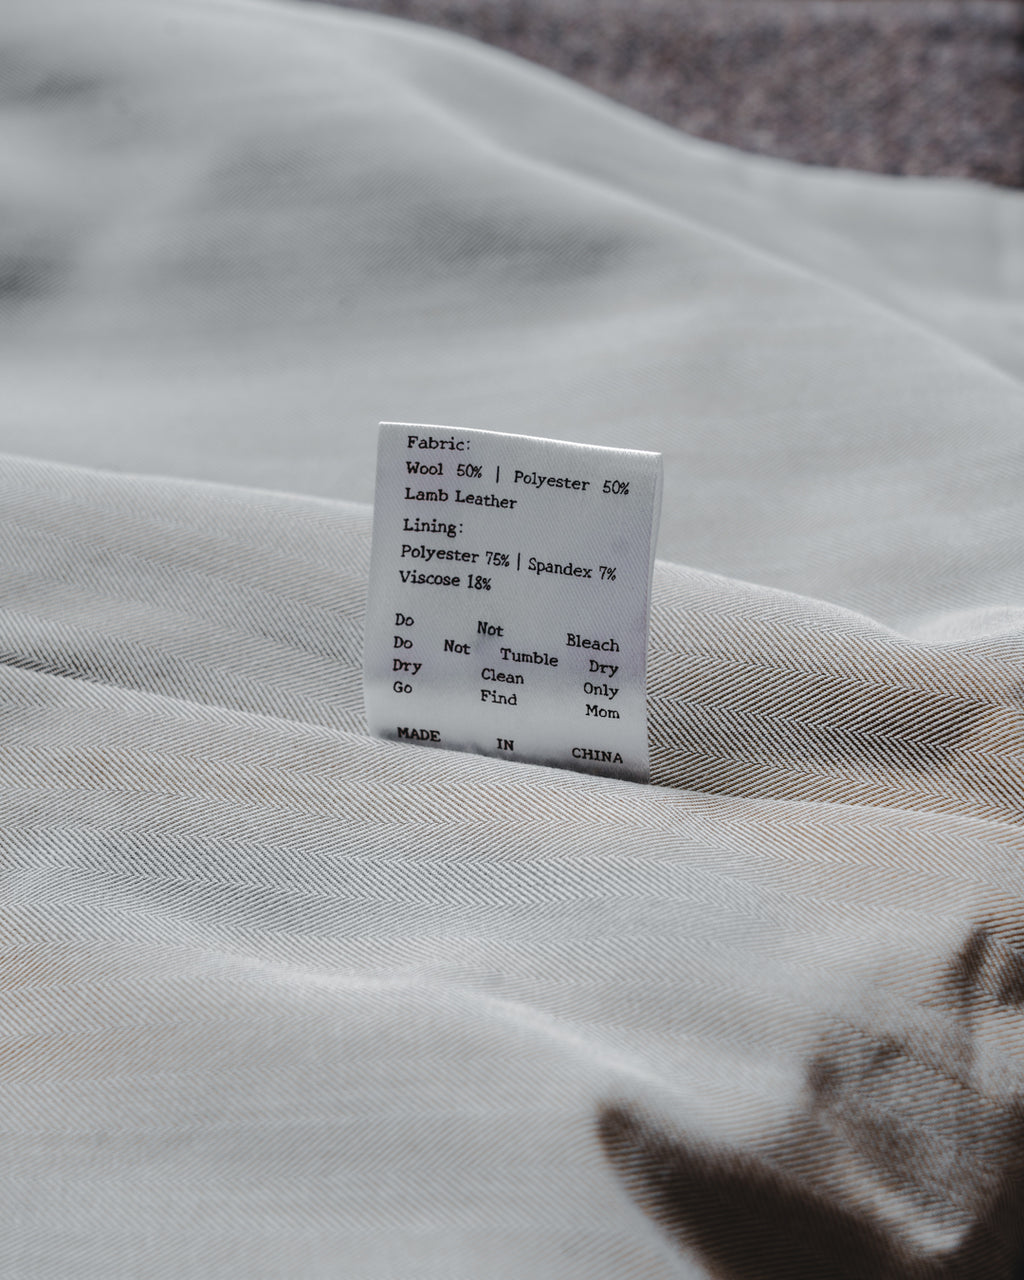 Fabric:
Wool 50% | Polyester 50%
Lamb Leather
Lining:
Polyester 75% | Spandex 7%
Viscose 18%
Do Not Bleach
Do Not Tumble Dry
Dry Clean Only
Go Find Mom
MADE IN CHINA